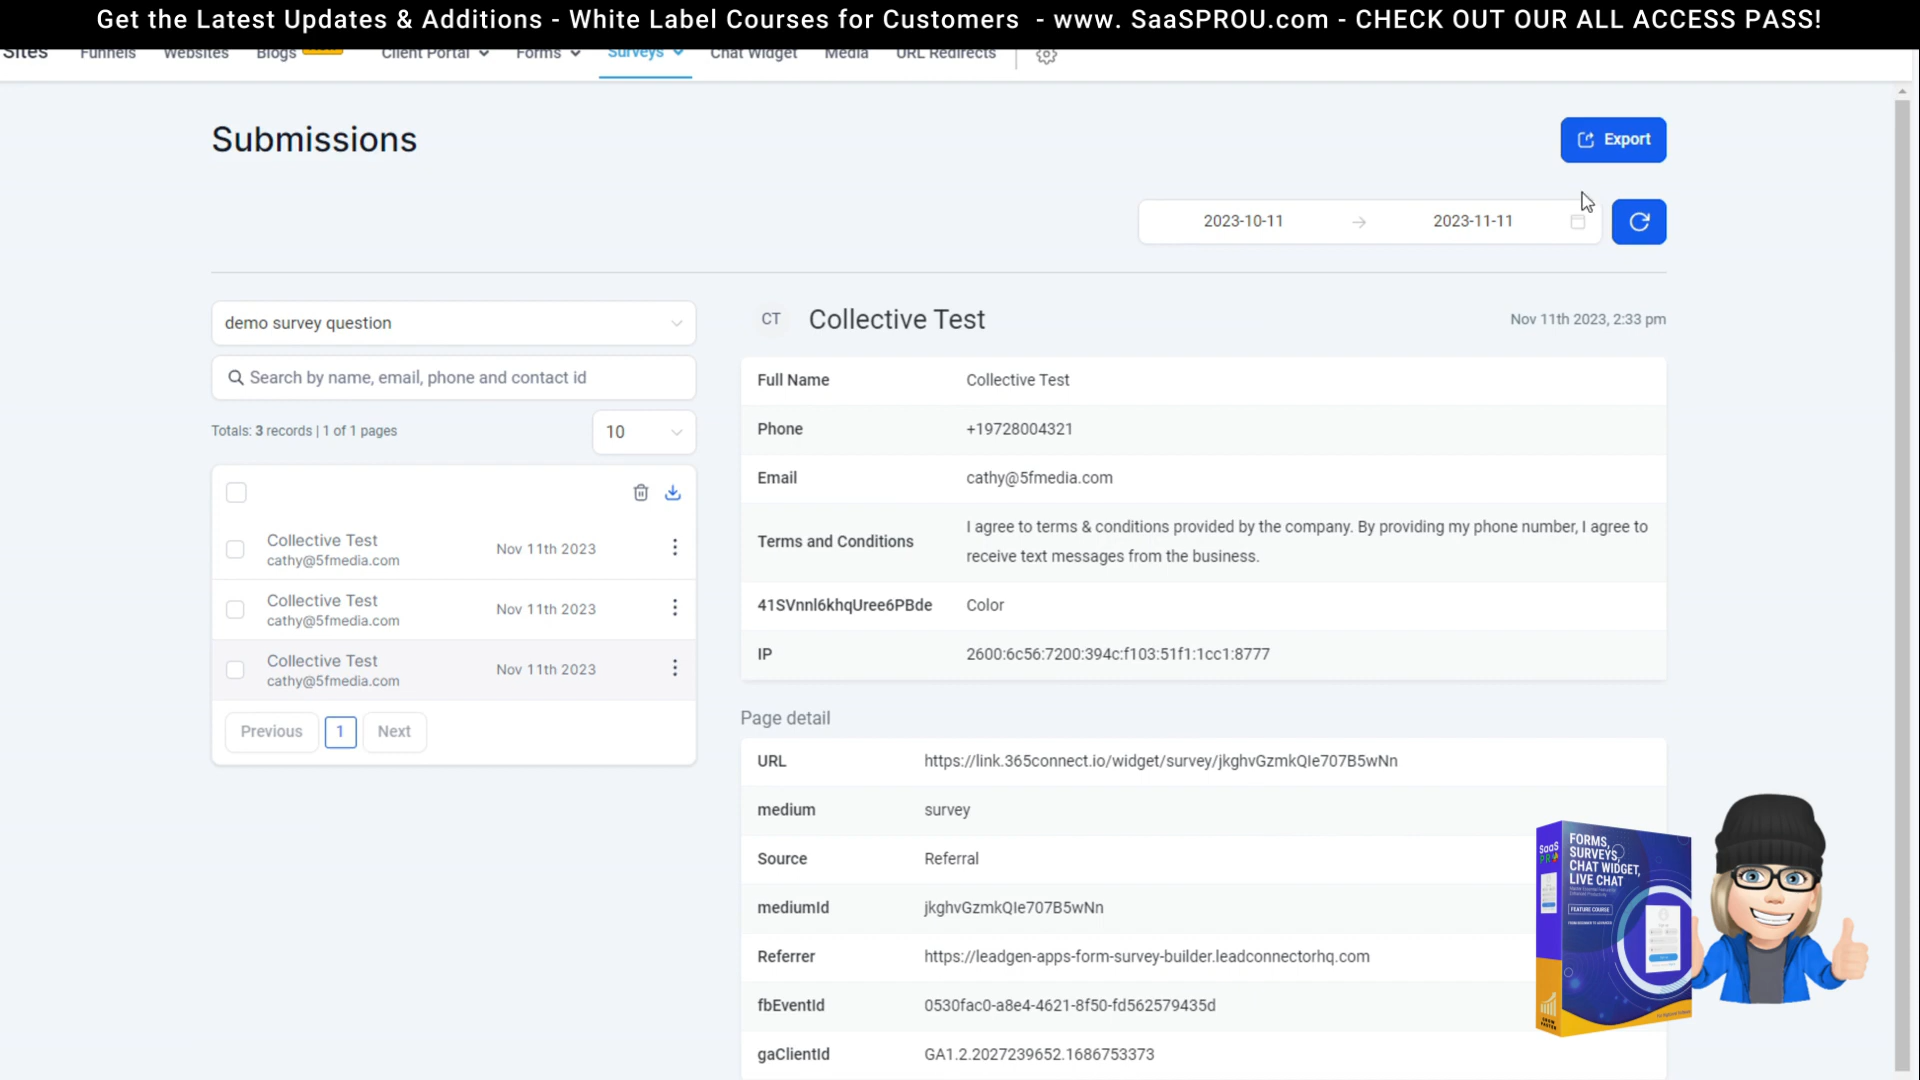 Get the Latest Updates & Additions - White Label Courses for Customers - www. SaaSPROU.com - CHECK OUT OUR ALL ACCESS PASS!
Sites Funnels Websites Blogs Client Portal Forms Surveys Chat Widget Media URL Redirects
Submissions
Export
2023-10-11 → 2023-11-11
demo survey question
Search by name, email, phone and contact id
Totals: 3 records | 1 of 1 pages
10
Collective Test
cathy@5fmedia.com
Nov 11th 2023
Collective Test
cathy@5fmedia.com
Nov 11th 2023
Collective Test
cathy@5fmedia.com
Nov 11th 2023
Previous 1 Next
CT Collective Test Nov 11th 2023, 2:33 pm
Full Name Collective Test
Phone +19728004321
Email cathy@5fmedia.com
Terms and Conditions I agree to terms & conditions provided by the company. By providing my phone number, I agree to
receive text messages from the business.
41SVnnl6khqUree6PBde Color
IP 2600:6c56:7200:394c:f103:51f1:1cc1:8777
Page detail
URL https://link.365connect.io/widget/survey/jkghvGzmkQIe707B5wNn
medium survey
Source Referral
mediumId jkghvGzmkQIe707B5wNn
Referrer https://leadgen-apps-form-survey-builder.leadconnectorhq.com
fbEventId 0530fac0-a8e4-4621-8f50-fd562579435d
gaClientId GA1.2.2027239652.1686753373
SaaS
PRO
FORMS,
SURVEYS,
CHAT WIDGET,
LIVE CHAT
FEATURE COURSE